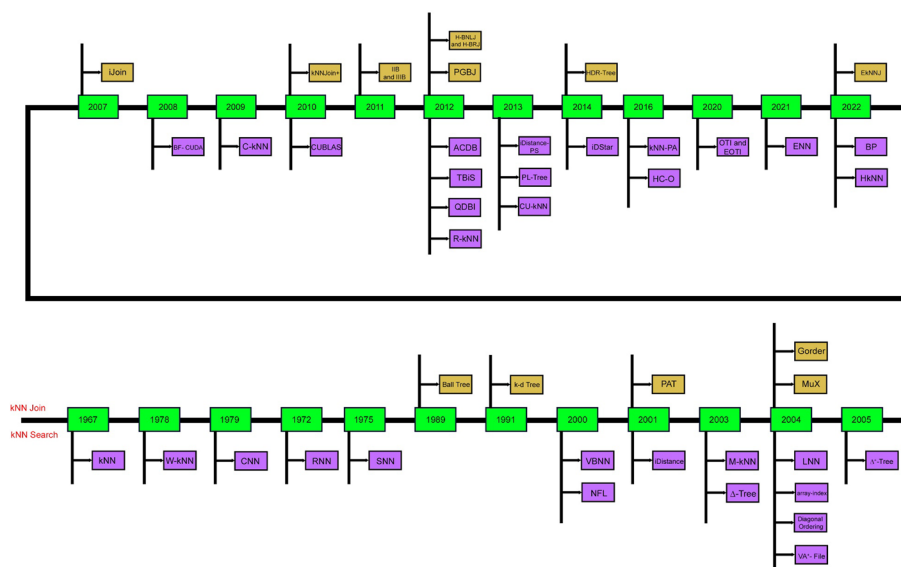 H-BNLJ
and H-BRJ
iJoin
kNNJoin+
IIB
and IIIB
PGBJ
HDR-Tree
EkNNJ
2007
2008
2009
2010
2011
2012
2013
2014
2016
2020
2021
2022
BF- CUDA
C-kNN
CUBLAS
ACDB
iDistance-
PS
iDStar
kNN-PA
OTI and
EOTI
ENN
BP
TBiS
PL-Tree
HC-O
HkNN
QDBI
CU-kNN
R-kNN
Gorder
Ball Tree
k-d Tree
PAT
MuX
kNN Join
1967
1978
1979
1972
1975
1989
1991
2000
2001
2003
2004
2005
kNN Search
kNN
W-kNN
CNN
RNN
SNN
VBNN
iDistance
M-kNN
LNN
Δ⁺-Tree
NFL
Δ-Tree
array-index
Diagonal
Ordering
VA⁺- File